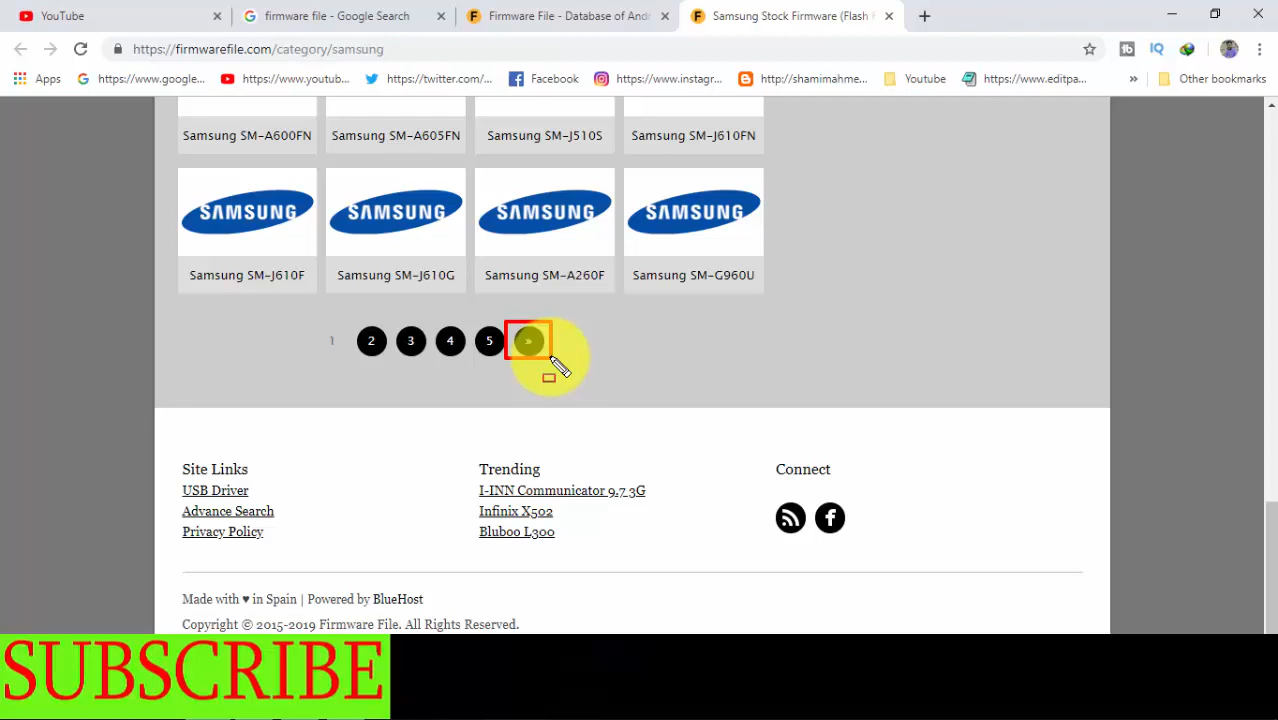 YouTube
firmware file - Google Search
Firmware File - Database of Andr
Samsung Stock Firmware (Flash F
https://firmwarefile.com/category/samsung
Apps
https://www.google...
https://www.youtub...
https://twitter.com/...
Facebook
https://www.instagr...
http://shamimahme...
Youtube
https://www.editpa...
»
Other bookmarks
Samsung SM-A600FN
Samsung SM-A605FN
Samsung SM-J510S
Samsung SM-J610FN
SAMSUNG
SAMSUNG
SAMSUNG
SAMSUNG
Samsung SM-J610F
Samsung SM-J610G
Samsung SM-A260F
Samsung SM-G960U
1 2 3 4 5 »
Site Links
USB Driver
Advance Search
Privacy Policy
Trending
I-INN Communicator 9.7 3G
Infinix X502
Bluboo L300
Connect
Made with ♥ in Spain | Powered by BlueHost
Copyright © 2015-2019 Firmware File. All Rights Reserved.
SUBSCRIBE